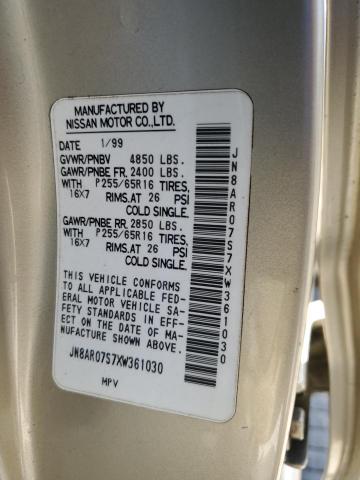 MANUFACTURED BY
NISSAN MOTOR CO.,LTD.
DATE 1/99
GVWR/PNBV 4850 LBS.
GAWR/PNBE FR. 2400 LBS.
WITH P255/65R16 TIRES,
16X7 RIMS.AT 26 PSI
COLD SINGLE.
GAWR/PNBE RR. 2850 LBS.
WITH P255/65R16 TIRES,
16X7 RIMS.AT 26 PSI
COLD SINGLE.
THIS VEHICLE CONFORMS
TO ALL APPLICABLE FED-
ERAL MOTOR VEHICLE SA-
FETY STANDARDS IN EFF-
ECT ON THE DATE OF MA-
NUFACTURE SHOWN ABOVE.
JN8AR07S7XW361030
MPV
JN8AR07S7XW361030